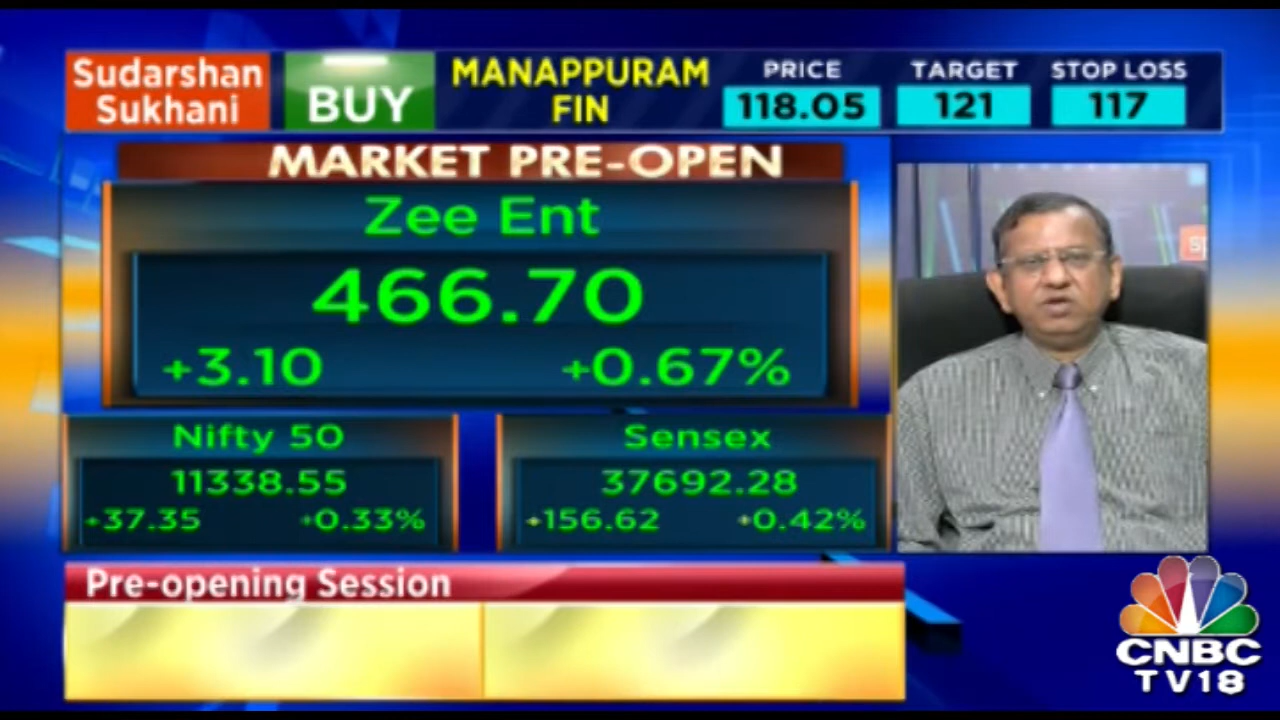 Sudarshan
Sukhani
BUY
MANAPPURAM
FIN
PRICE
118.05
TARGET
121
STOP LOSS
117
MARKET PRE-OPEN
Zee Ent
466.70
+3.10 +0.67%
Nifty 50
11338.55
+37.35 +0.33%
Sensex
37692.28
+156.62 +0.42%
Pre-opening Session
CNBC
TV18